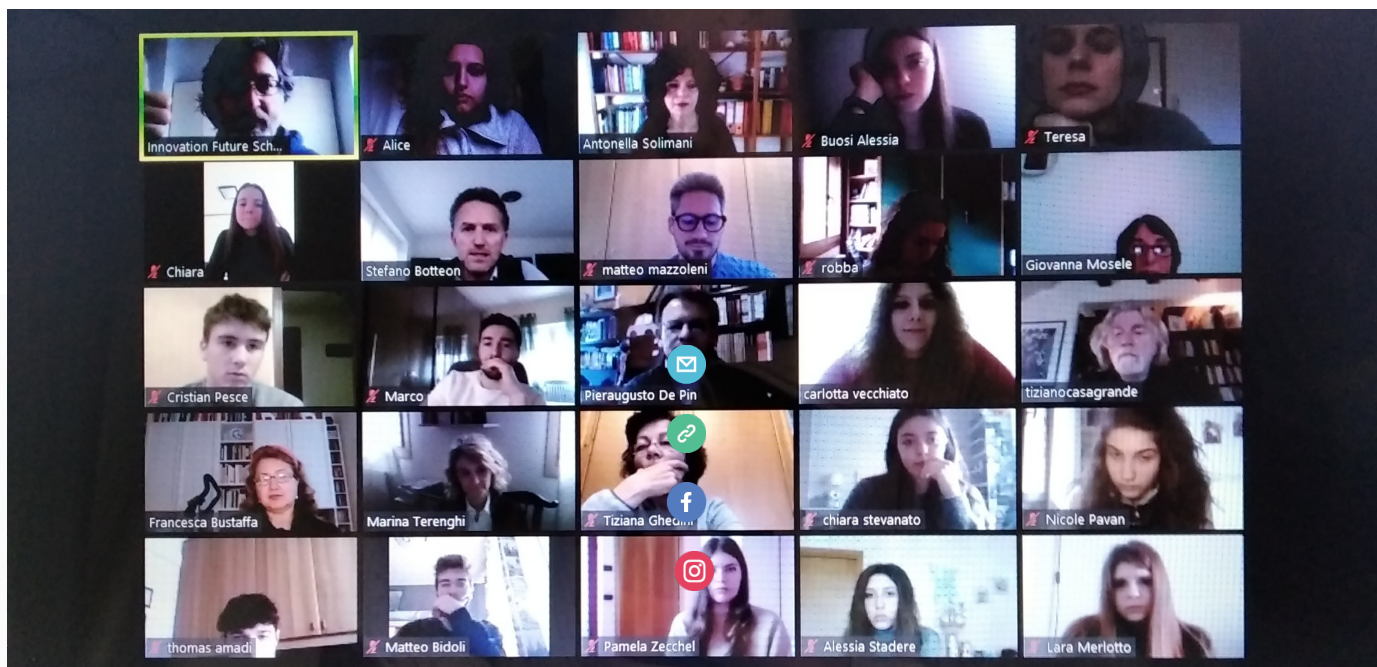 Innovation Future Sch...
Alice
Antonella Solimani
Buosi Alessia
Teresa
Chiara
Stefano Botteon
matteo mazzoleni
robba
Giovanna Mosele
Cristian Pesce
Marco
Pieraugusto De Pin
carlotta vecchiato
tizianocasagrande
Francesca Bustaffa
Marina Terenghi
Tiziana Ghedini
chiara stevanato
Nicole Pavan
thomas amadi
Matteo Bidoli
Pamela Zecchel
Alessia Stadere
Lara Merlotto